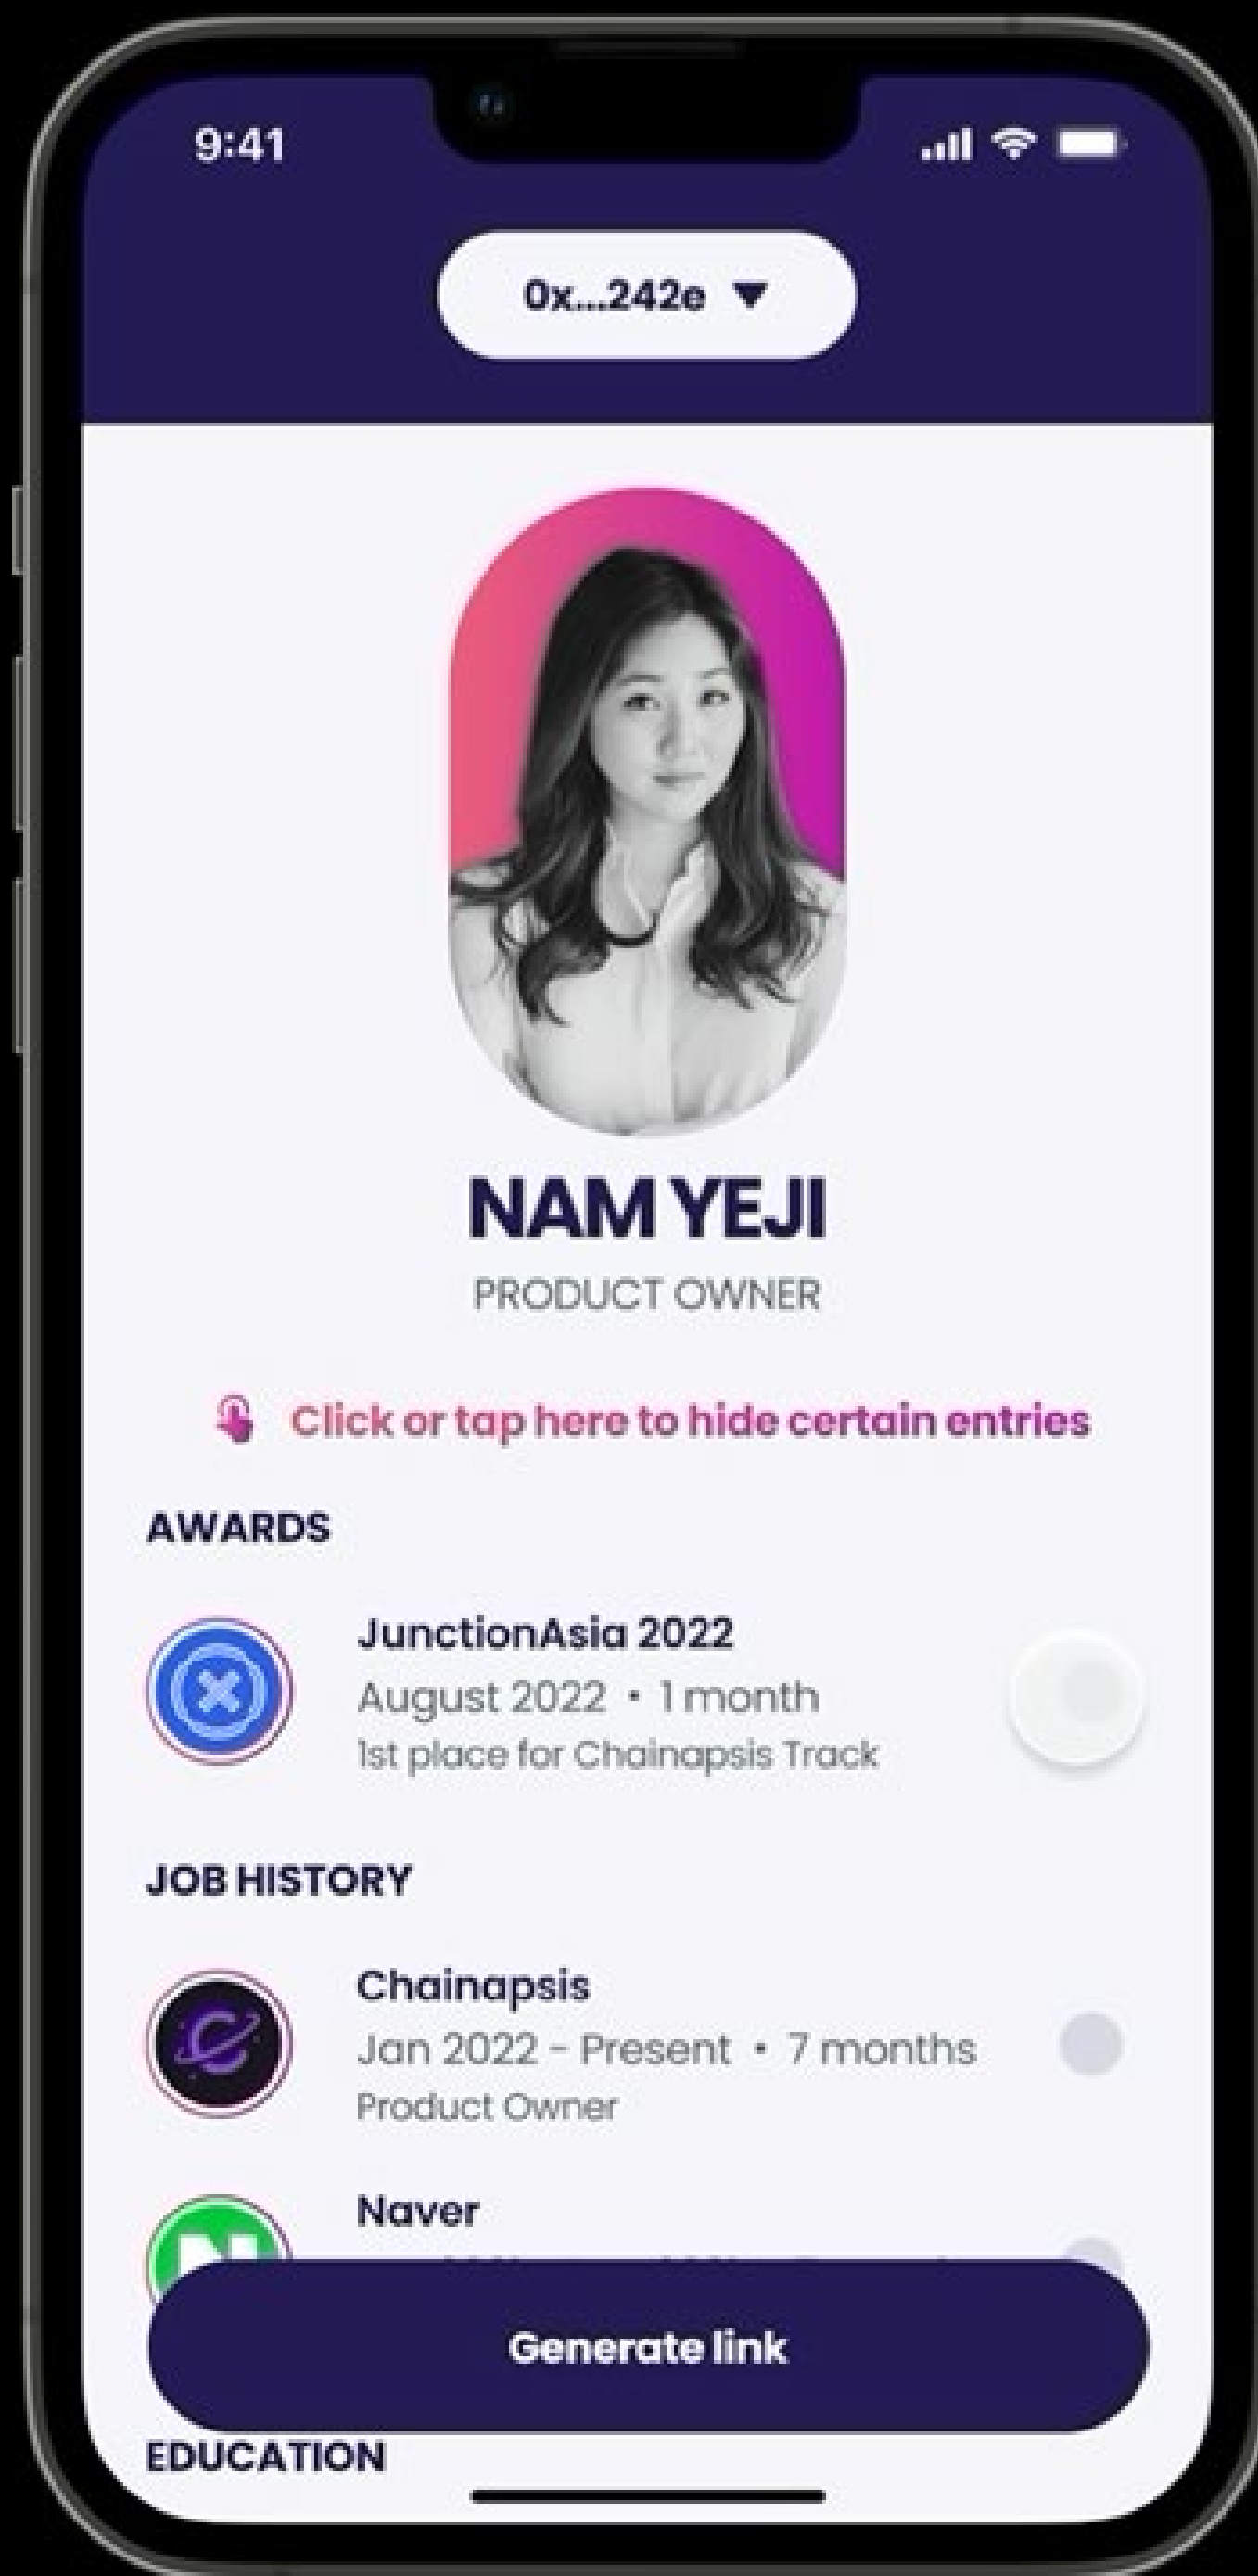 9:41
0x...242e
NAM YEJI
PRODUCT OWNER
Click or tap here to hide certain entries
AWARDS
JunctionAsia 2022
August 2022 • 1 month
1st place for Chainapsis Track
JOB HISTORY
Chainapsis
Jan 2022 - Present • 7 months
Product Owner
Naver
Generate link
EDUCATION